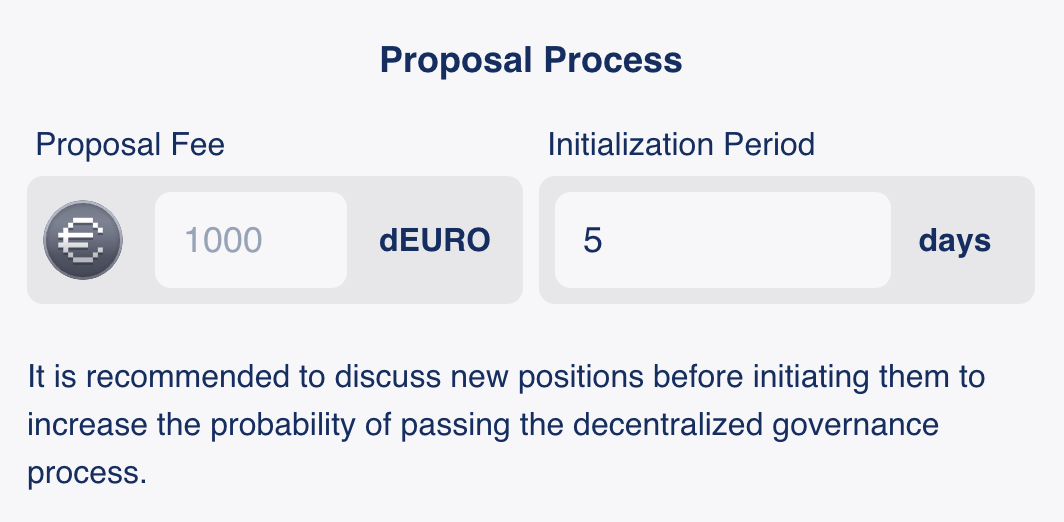 Proposal Process
Proposal Fee
Initialization Period
1000 dEURO
5 days
It is recommended to discuss new positions before initiating them to
increase the probability of passing the decentralized governance
process.